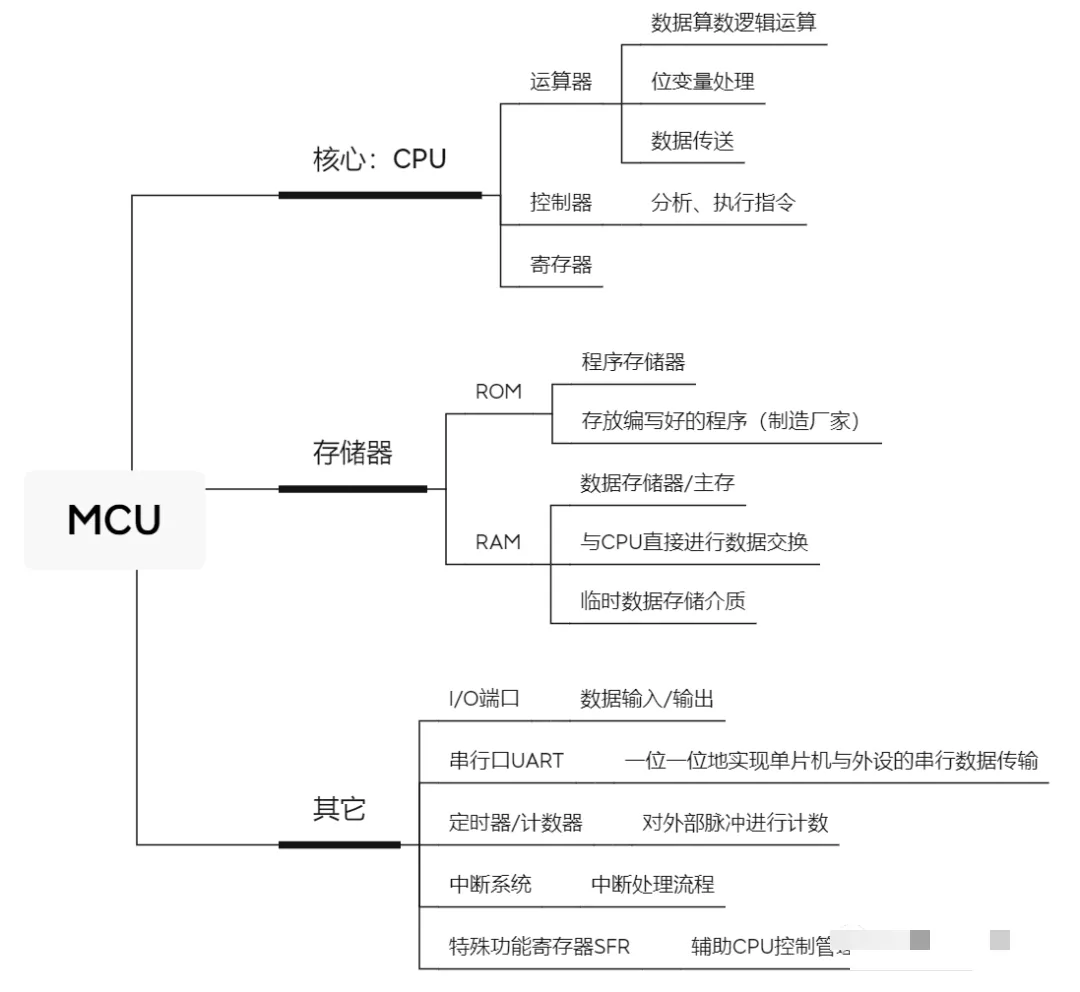 MCU
核心：CPU
运算器
数据算数逻辑运算
位变量处理
数据传送
控制器
分析、执行指令
寄存器
存储器
ROM
程序存储器
存放编写好的程序（制造厂家）
RAM
数据存储器/主存
与CPU直接进行数据交换
临时数据存储介质
其它
I/O端口
数据输入/输出
串行口UART
一位一位地实现单片机与外设的串行数据传输
定时器/计数器
对外部脉冲进行计数
中断系统
中断处理流程
特殊功能寄存器SFR
辅助CPU控制管